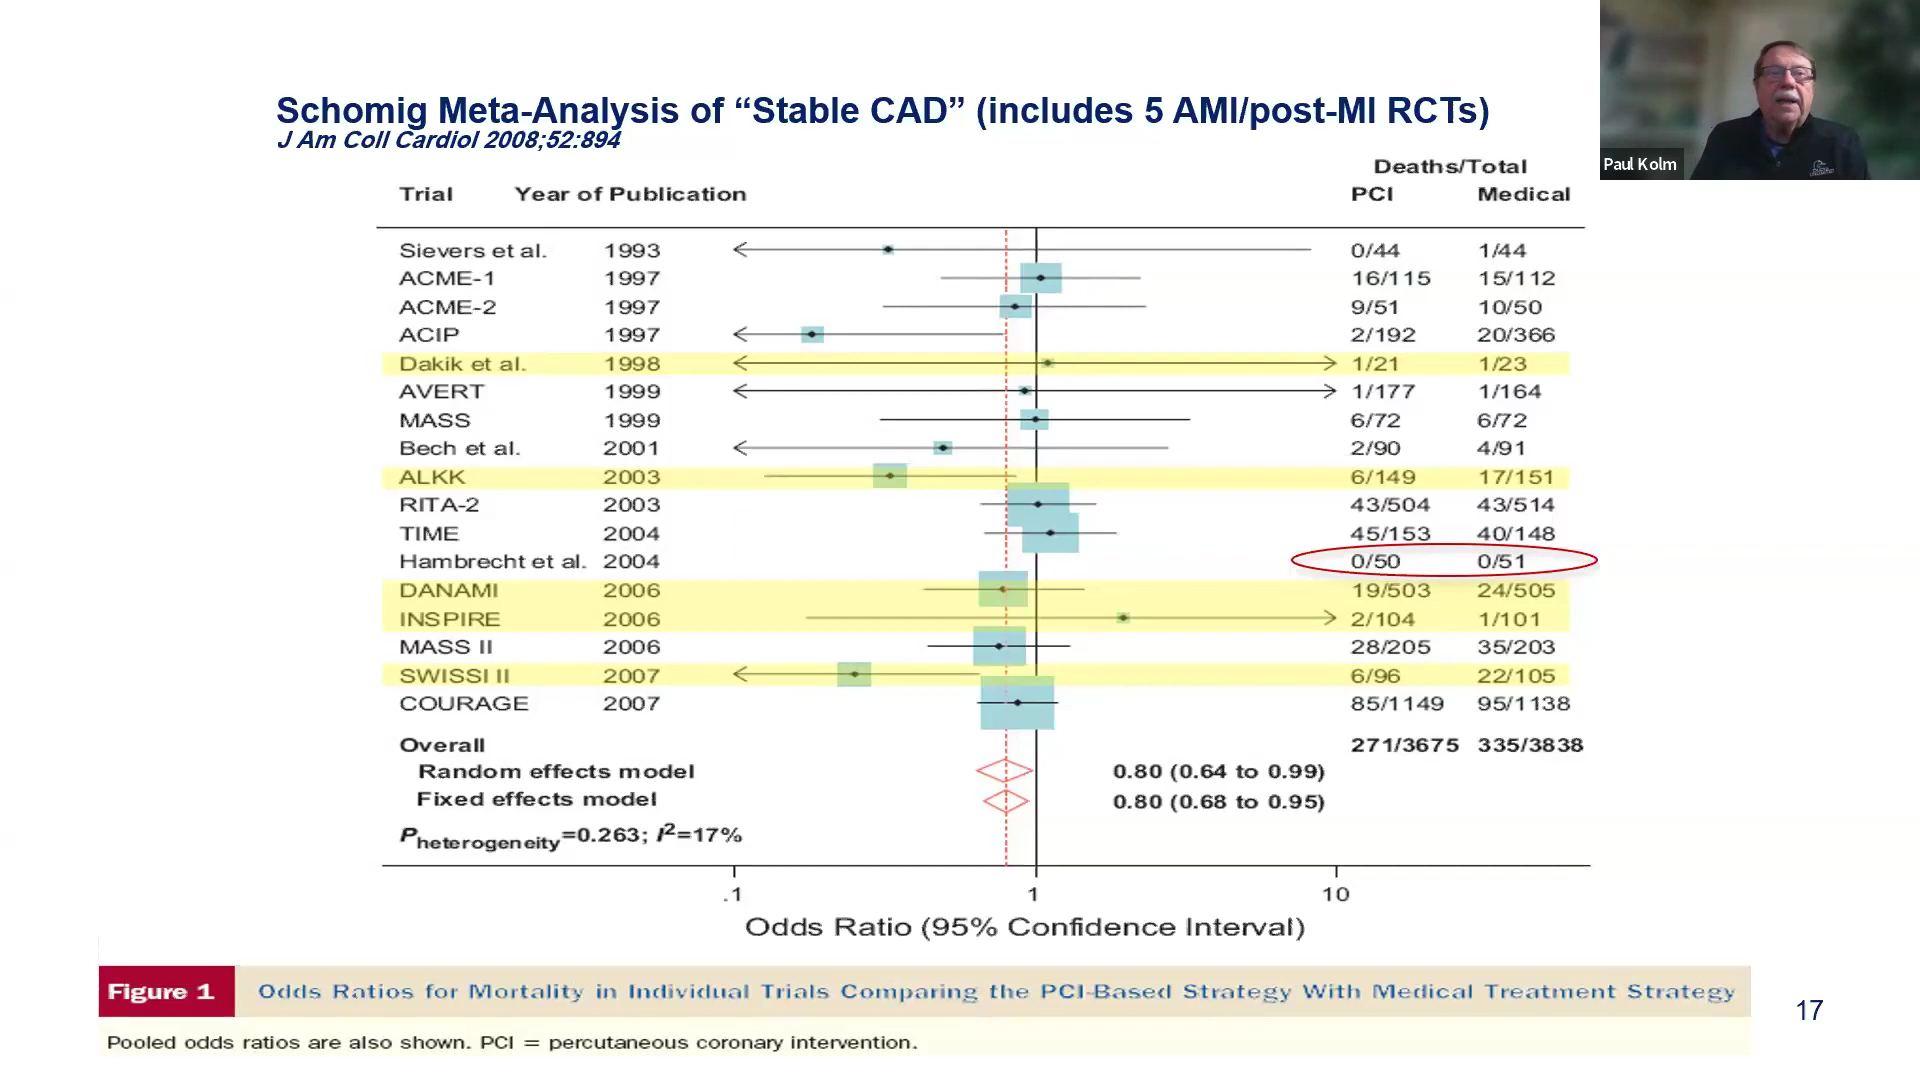 Schomig Meta-Analysis of “Stable CAD” (includes 5 AMI/post-MI RCTs)
J Am Coll Cardiol 2008;52:894
Paul Kolm
Deaths/Total
Trial Year of Publication PCI Medical
Sievers et al. 1993 0/44 1/44
ACME-1 1997 16/115 15/112
ACME-2 1997 9/51 10/50
ACIP 1997 2/192 20/366
Dakik et al. 1998 1/21 1/23
AVERT 1999 1/177 1/164
MASS 1999 6/72 6/72
Bech et al. 2001 2/90 4/91
ALKK 2003 6/149 17/151
RITA-2 2003 43/504 43/514
TIME 2004 45/153 40/148
Hambrecht et al. 2004 0/50 0/51
DANAMI 2006 19/503 24/505
INSPIRE 2006 2/104 1/101
MASS II 2006 28/205 35/203
SWISSI II 2007 6/96 22/105
COURAGE 2007 85/1149 95/1138
Overall 271/3675 335/3838
Random effects model 0.80 (0.64 to 0.99)
Fixed effects model 0.80 (0.68 to 0.95)
Pheterogeneity=0.263; I2=17%
.1 1 10
Odds Ratio (95% Confidence Interval)
Figure 1 Odds Ratios for Mortality in Individual Trials Comparing the PCI-Based Strategy With Medical Treatment Strategy
17
Pooled odds ratios are also shown. PCI = percutaneous coronary intervention.